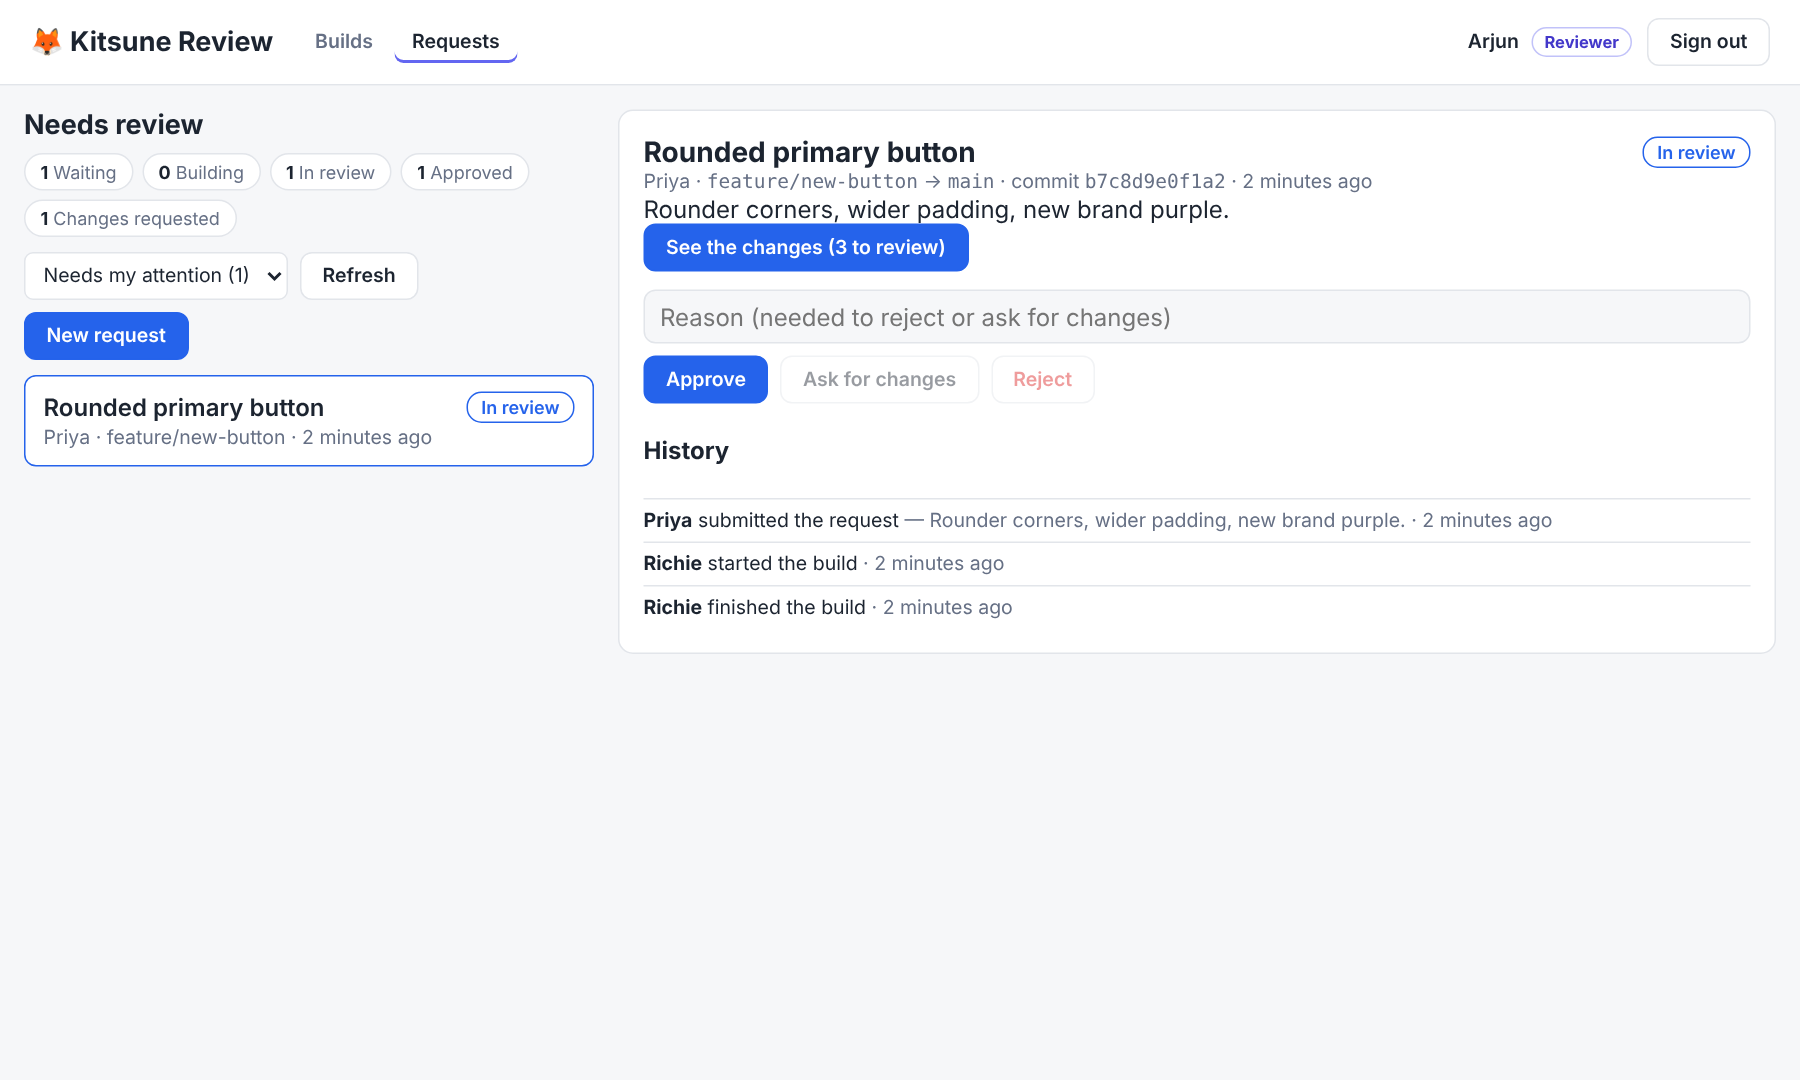 Kitsune Review
Builds
Requests
Arjun
Reviewer
Sign out
Needs review
1 Waiting
0 Building
1 In review
1 Approved
1 Changes requested
Needs my attention (1)
Refresh
New request
Rounded primary button
In review
Priya · feature/new-button · 2 minutes ago
Rounded primary button
In review
Priya · feature/new-button → main · commit b7c8d9e0f1a2 · 2 minutes ago
Rounder corners, wider padding, new brand purple.
See the changes (3 to review)
Reason (needed to reject or ask for changes)
Approve
Ask for changes
Reject
History
Priya submitted the request — Rounder corners, wider padding, new brand purple. · 2 minutes ago
Richie started the build · 2 minutes ago
Richie finished the build · 2 minutes ago